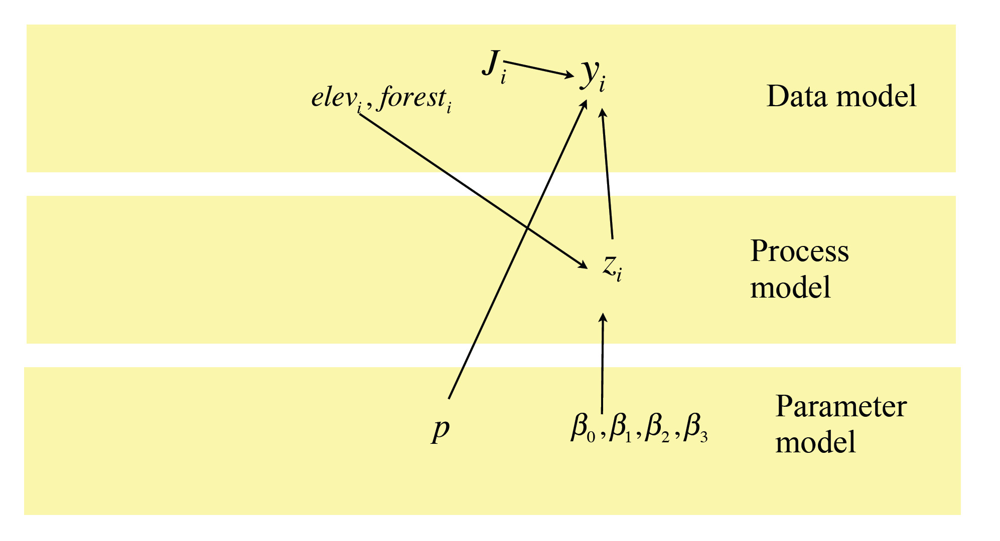 J_i
y_i
elev_i, forest_i
Data model
z_i
Process
model
p
β_0, β_1, β_2, β_3
Parameter
model